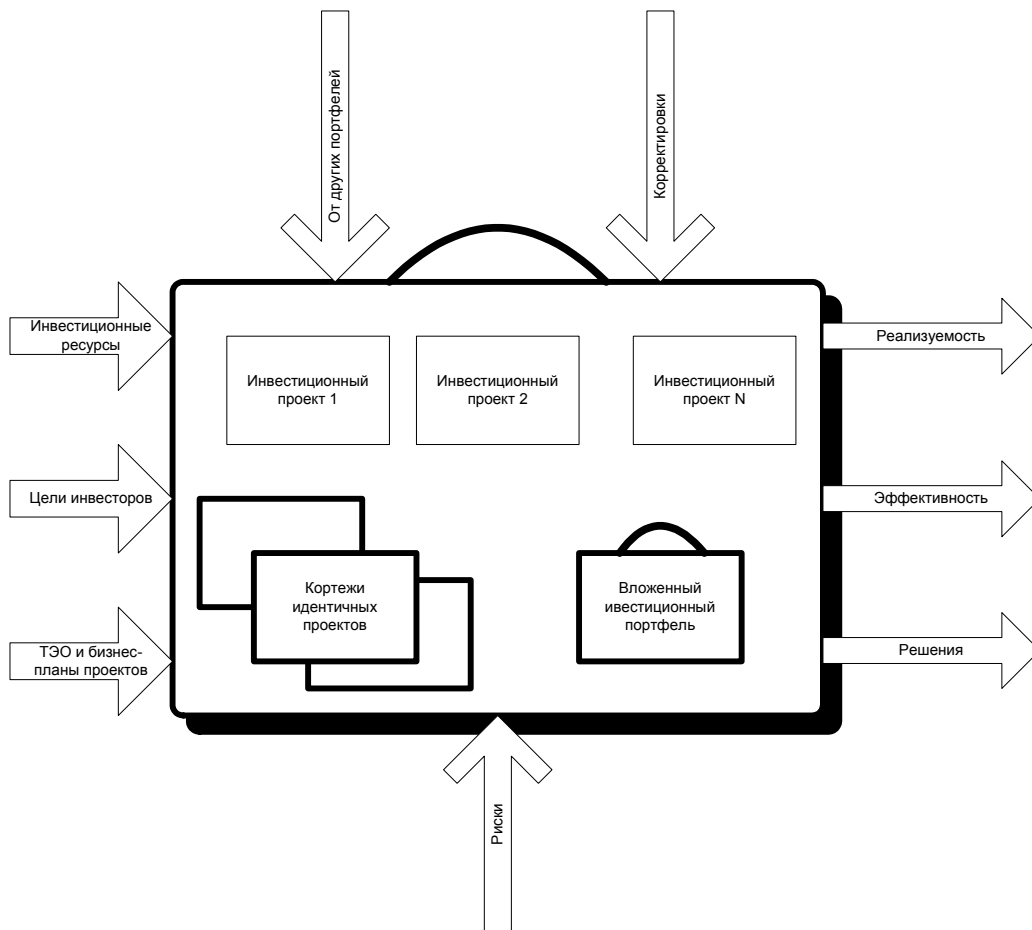 От других портфелей
Корректировки
Инвестиционные
ресурсы
Реализуемость
Инвестиционный
проект 1
Инвестиционный
проект 2
Инвестиционный
проект N
Цели инвесторов
Эффективность
Кортежи
идентичных
проектов
Вложенный
ивестиционный
портфель
ТЭО и бизнес-
планы проектов
Решения
Риски